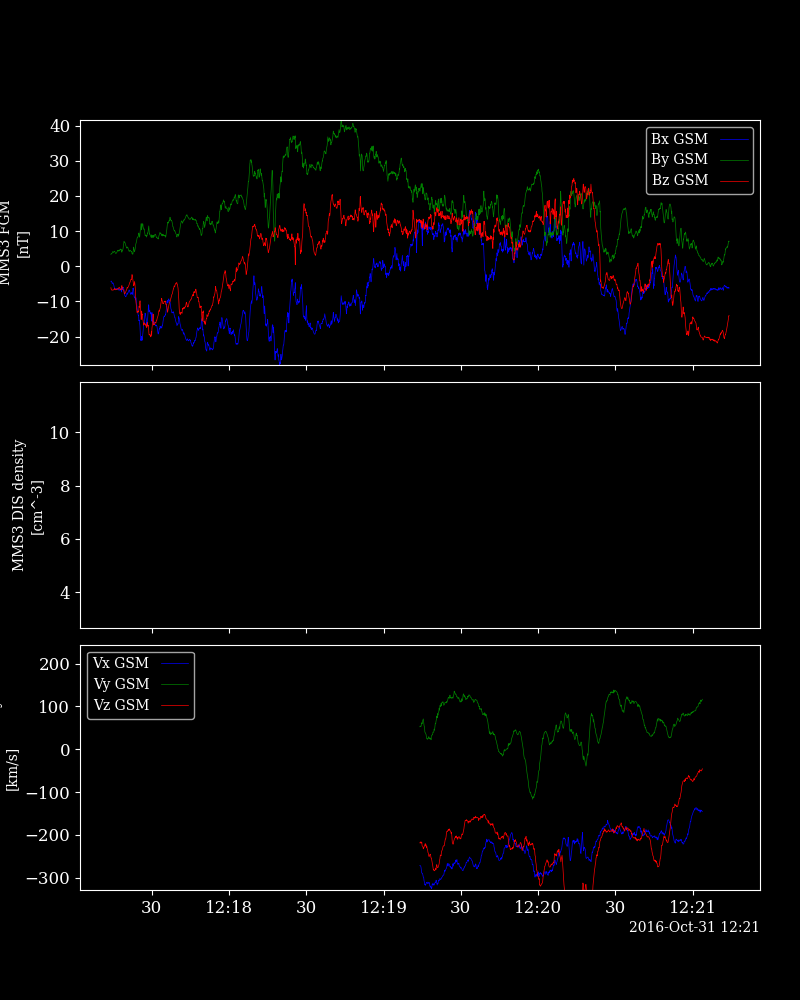 40
30
20
10
0
−10
−20
MMS3 FGM
[nT]
Bx GSM
By GSM
Bz GSM
10
8
6
4
MMS3 DIS density
[cm^-3]
200
100
0
−100
−200
−300
[km/s]
Vx GSM
Vy GSM
Vz GSM
30 12:18 30 12:19 30 12:20 30 12:21
2016-Oct-31 12:21